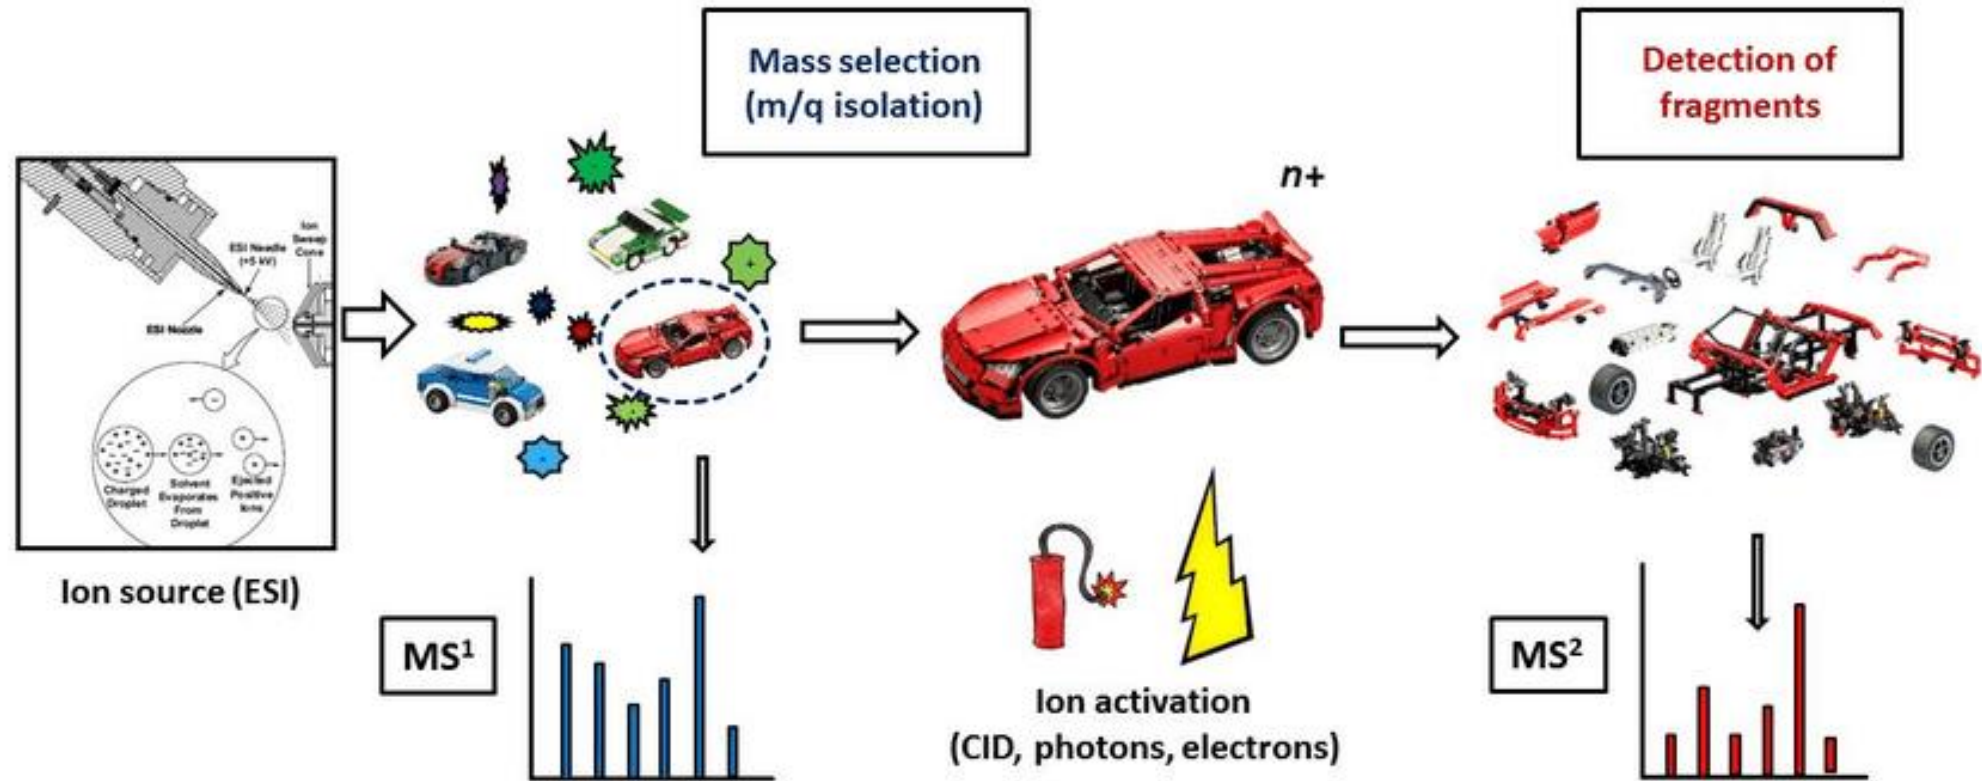 Mass selection
(m/q isolation)
Detection of
fragments
n+
Ion
Sweep
Cone
ESI Needle
(+5 kV)
ESI Nozzle
Charged
Droplet
Solvent
Evaporates
From
Droplet
Ejected
Positive
Ions
Ion source (ESI)
MS¹
Ion activation
(CID, photons, electrons)
MS²